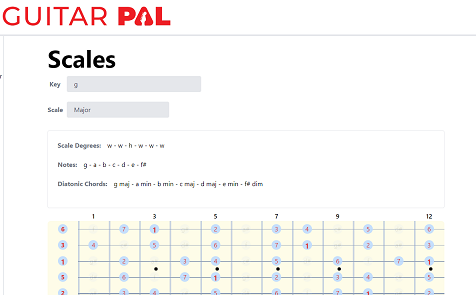 GUITAR PAL
Scales
Key g
Scale Major
Scale Degrees: w - w - h - w - w - w
Notes: g - a - b - c - d - e - f#
Diatonic Chords: g maj - a min - b min - c maj - d maj - e min - f# dim
1 3 5 7 9 12
6 7 1 2 3 4 5 6
3 4 5 6 7 1 2 3
1 2 3 4 5 6 7 1
5 6 7 1 2 3 4 5
2 3 4 5 6 7 1 2